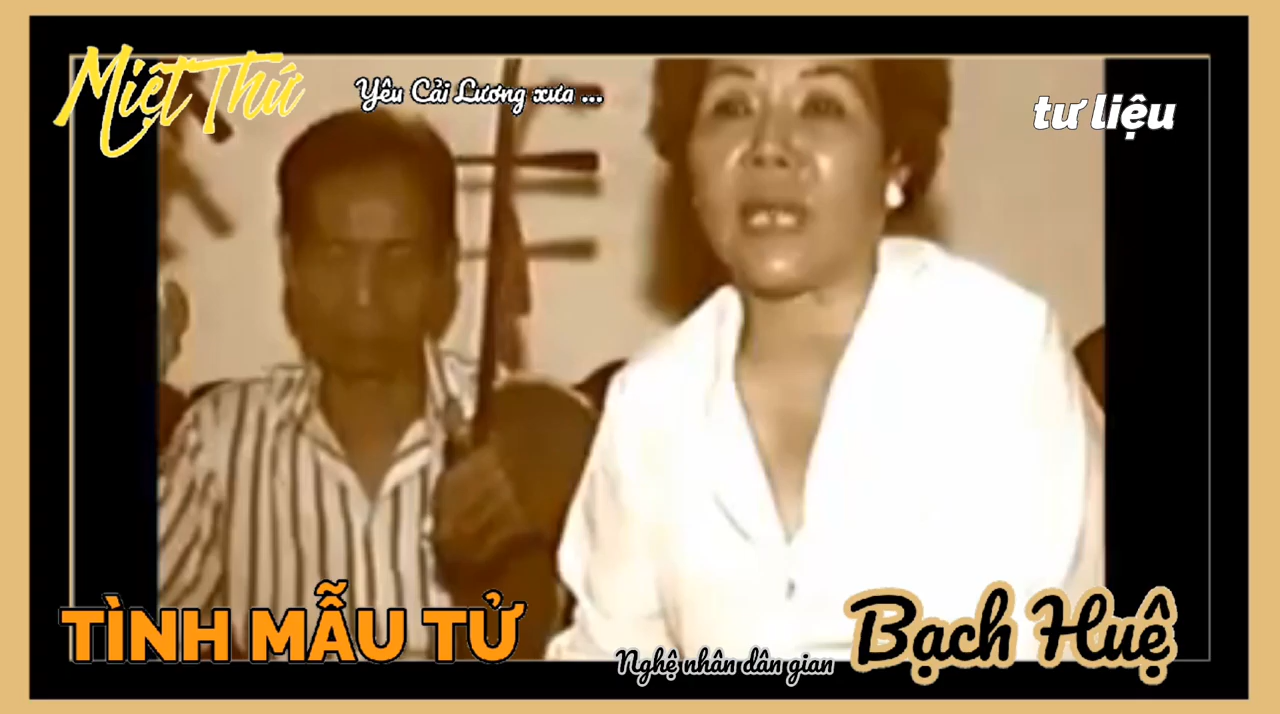 Miệt Thứ
Yêu Cải Lương xưa ...
tư liệu
TÌNH MẪU TỬ
Nghệ nhân dân gian
Bạch Huệ